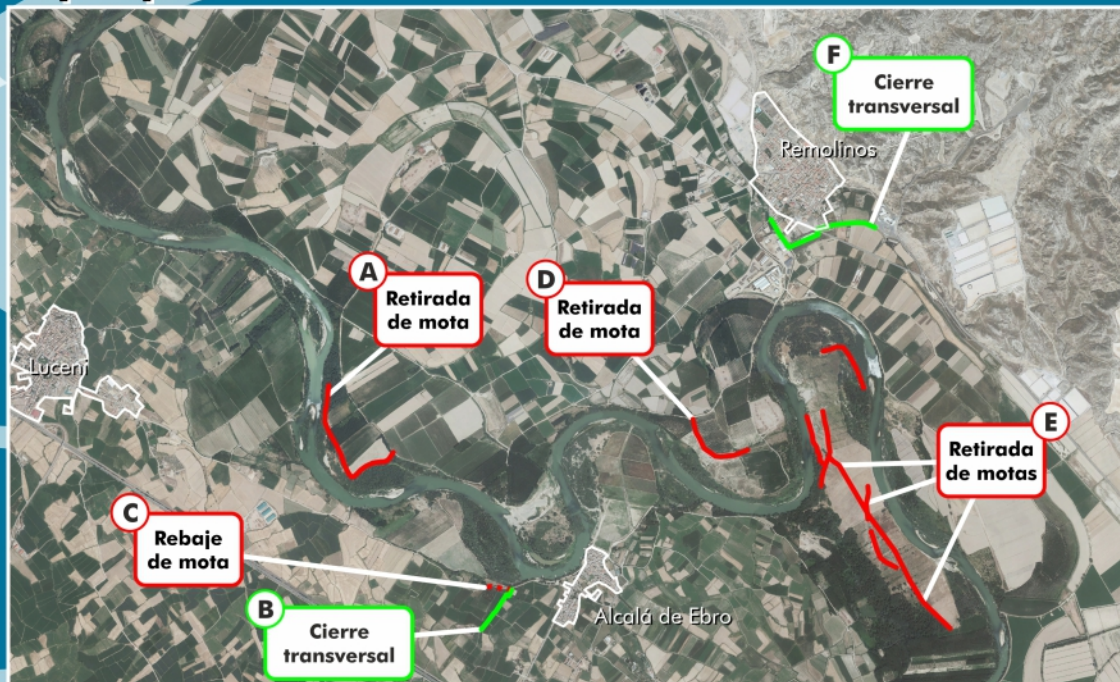 F
Cierre
transversal
Remolinos
A
Retirada
de mota
D
Retirada
de mota
Luceni
E
Retirada
de motas
C
Rebaje
de mota
B
Cierre
transversal
Alcalá de Ebro